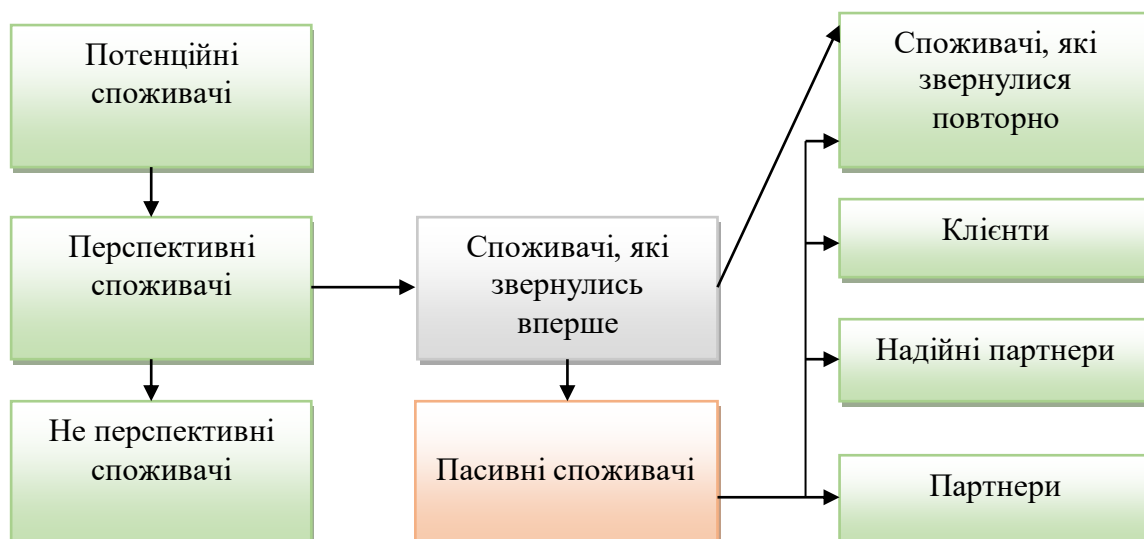 Потенційні
споживачі
Перспективні
споживачі
Не перспективні
споживачі
Споживачі, які
звернулись
вперше
Пасивні споживачі
Споживачі, які
звернулися
повторно
Клієнти
Надійні партнери
Партнери